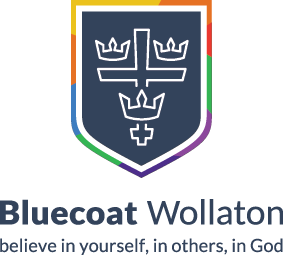 Bluecoat Wollaton
believe in yourself, in others, in God